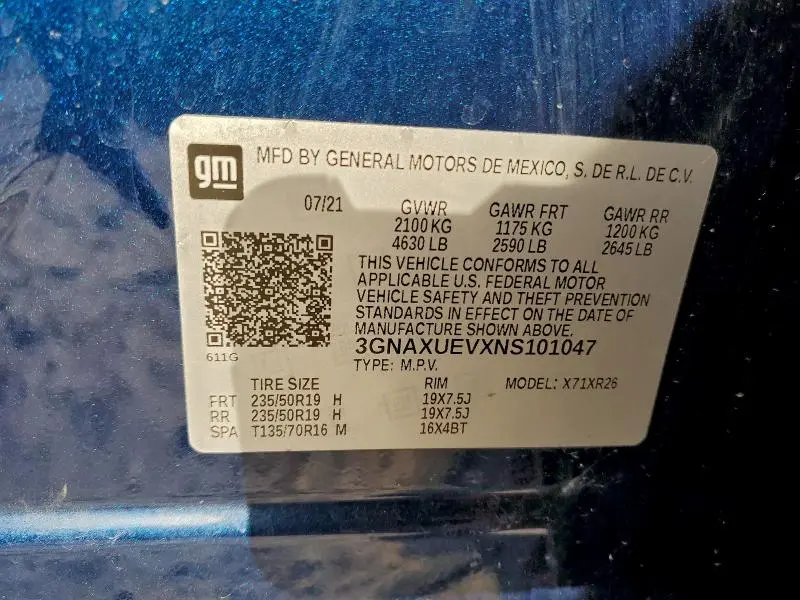 gm MFD BY GENERAL MOTORS DE MEXICO, S. DE R.L. DE C.V.
07/21 GVWR GAWR FRT GAWR RR
2100 KG 1175 KG 1200 KG
4630 LB 2590 LB 2645 LB
THIS VEHICLE CONFORMS TO ALL
APPLICABLE U.S. FEDERAL MOTOR
VEHICLE SAFETY AND THEFT PREVENTION
STANDARDS IN EFFECT ON THE DATE OF
MANUFACTURE SHOWN ABOVE.
611G 3GNAXUEVXNS101047
TYPE: M.P.V.
TIRE SIZE RIM MODEL: X71XR26
FRT 235/50R19 H 19X7.5J
RR 235/50R19 H 19X7.5J
SPA T135/70R16 M 16X4BT